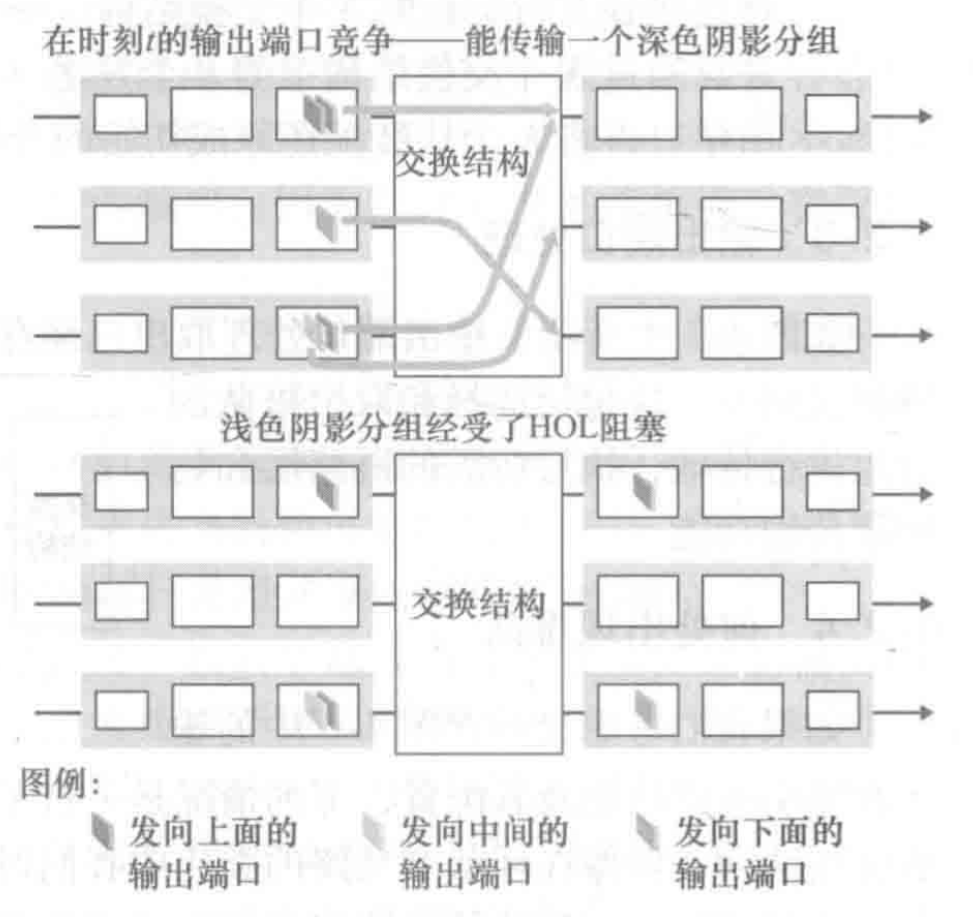 在时刻t的输出端口竞争——能传输一个深色阴影分组
交换结构
浅色阴影分组经受了HOL阻塞
交换结构
图例：
发向上面的
输出端口
发向中间的
输出端口
发向下面的
输出端口